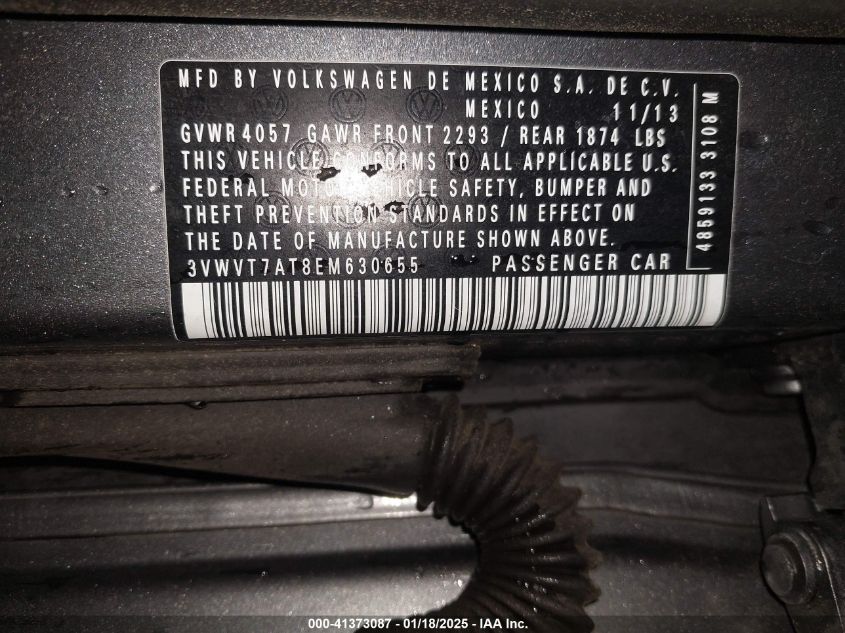 MFD BY VOLKSWAGEN DE MEXICO S.A. DE C.V.
MEXICO 11/13
GVWR 4057 GAWR FRONT 2293 / REAR 1874 LBS
THIS VEHICLE CONFORMS TO ALL APPLICABLE U.S.
FEDERAL MOTOR VEHICLE SAFETY, BUMPER AND
THEFT PREVENTION STANDARDS IN EFFECT ON
THE DATE OF MANUFACTURE SHOWN ABOVE.
3VWVT7AT8EM630655 PASSENGER CAR
4859133 3108 M
000-41373087 - 01/18/2025 - IAA Inc.